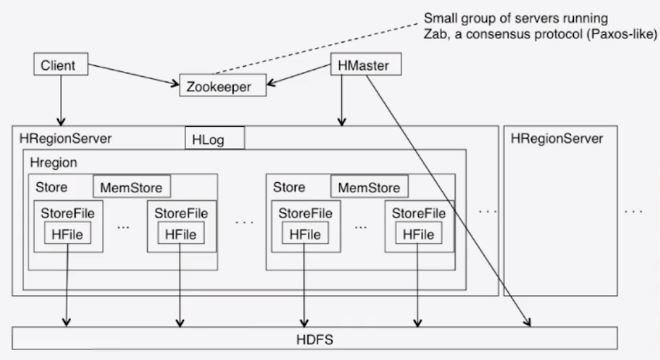 Small group of servers running
Zab, a consensus protocol (Paxos-like)
Client
Zookeeper
HMaster
HRegionServer
HLog
HRegionServer
Hregion
Store
MemStore
Store
MemStore
StoreFile
...
StoreFile
...
StoreFile
...
StoreFile
...
...
HFile
HFile
HFile
HFile
HDFS